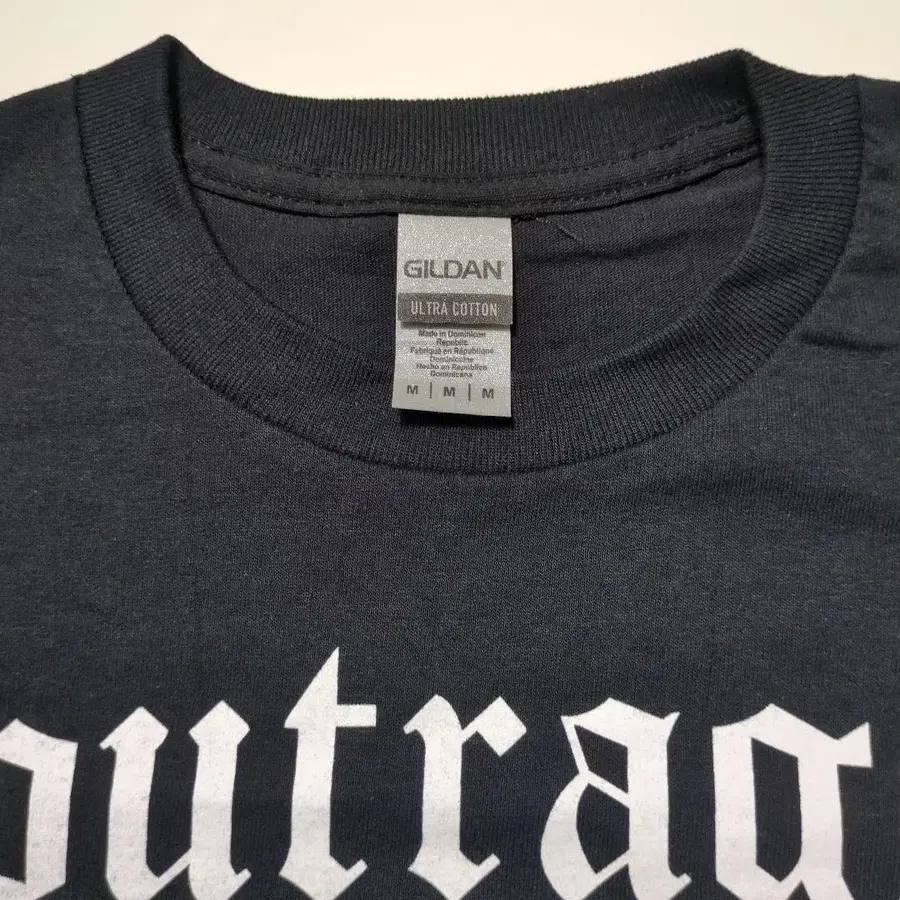 GILDAN
ULTRA COTTON
Made in Dominican
Republic
Fabriqué en République
Dominicaine
Hecho en República
Dominicana
M | M | M
outrag